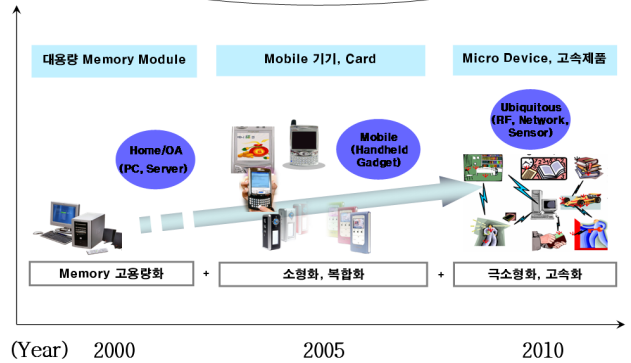 대용량 Memory Module
Mobile 기기, Card
Micro Device, 고속제품
Home/OA
(PC, Server)
Mobile
(Handheld
Gadget)
Ubiquitous
(RF, Network,
Sensor)
Memory 고용량화
+
소형화, 복합화
+
극소형화, 고속화
(Year)
2000
2005
2010